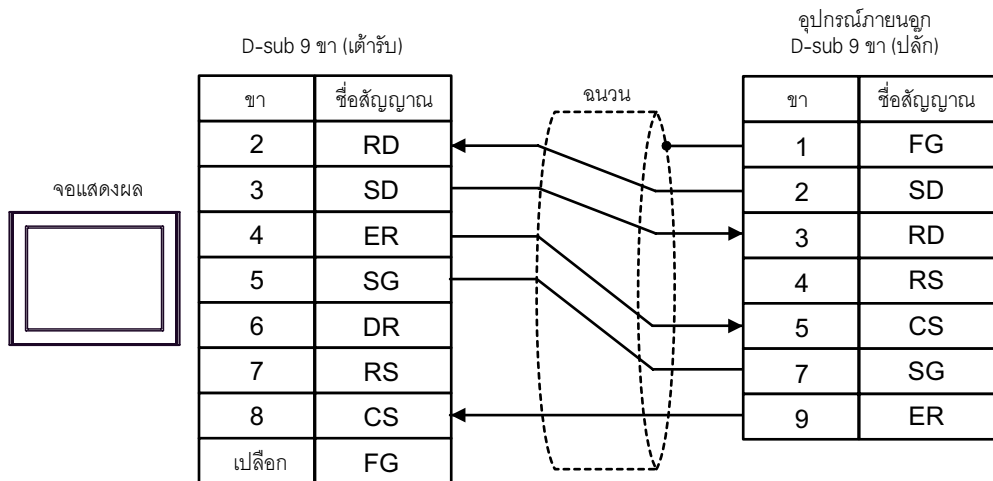 อุปกรณ์ภายนอก
D-sub 9 ขา (เต้ารับ)
D-sub 9 ขา (ปลั๊ก)
จอแสดงผล
ฉนวน
ขา ชื่อสัญญาณ
2 RD
3 SD
4 ER
5 SG
6 DR
7 RS
8 CS
เปลือก FG
ขา ชื่อสัญญาณ
1 FG
2 SD
3 RD
4 RS
5 CS
7 SG
9 ER